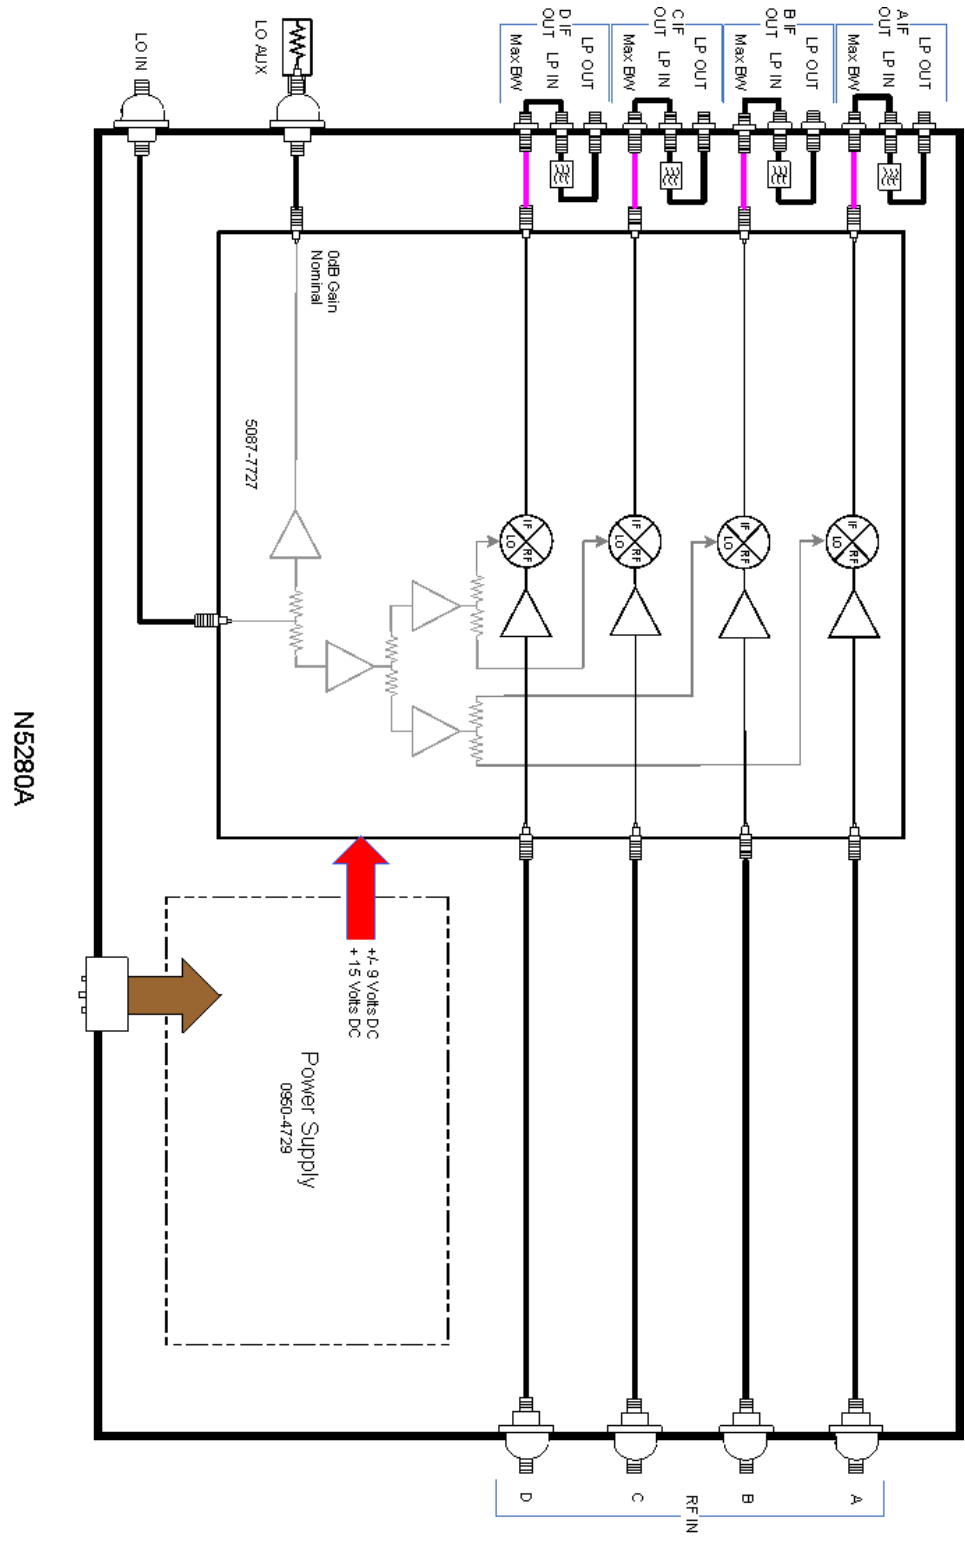 A IF
OUT
LP OUT
LP IN
Max BW
B IF
OUT
LP OUT
LP IN
Max BW
C IF
OUT
LP OUT
LP IN
Max BW
D IF
OUT
LP OUT
LP IN
Max BW
LO AUX
LO IN
0dB Gain
Nominal
5087-7727
IF
RF
LO
IF
RF
LO
IF
RF
LO
IF
RF
LO
+/- 9 Volts DC
+ 15 Volts DC
Power Supply
0950-4729
A
B
C
D
RF IN
N5280A